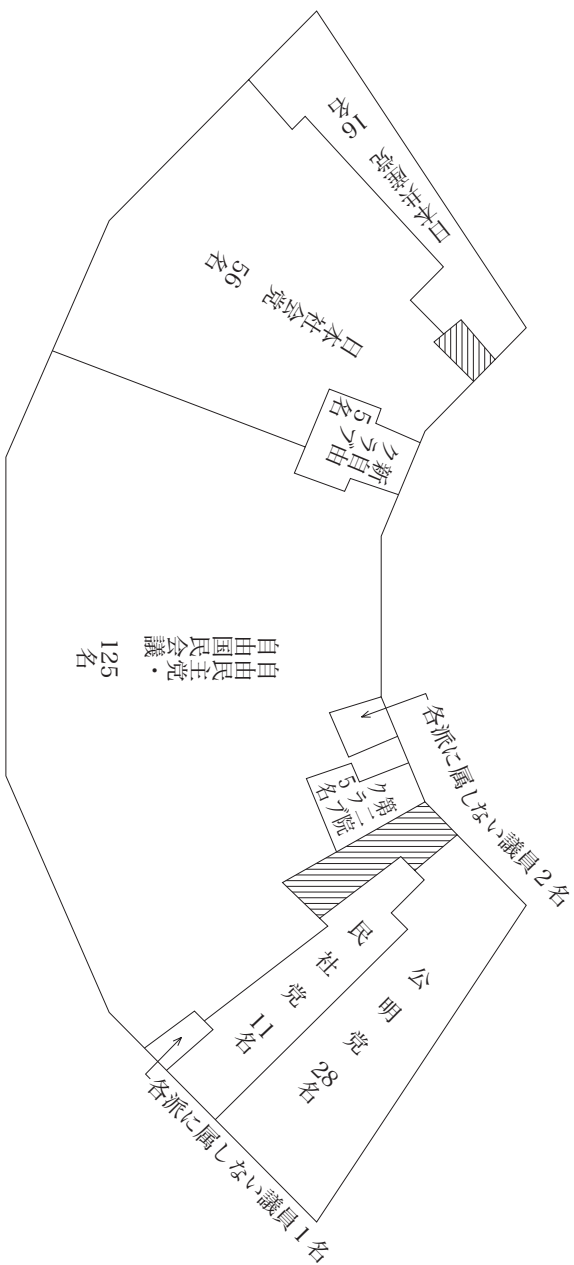 日本共産党 16名
日本社会党 56名
新自由
クラブ
5名
自由民主党・
自由国民会議
125名
各派に属しない議員2名
第二院
クラブ
5名
民社党 11名
公明党 28名
各派に属しない議員1名